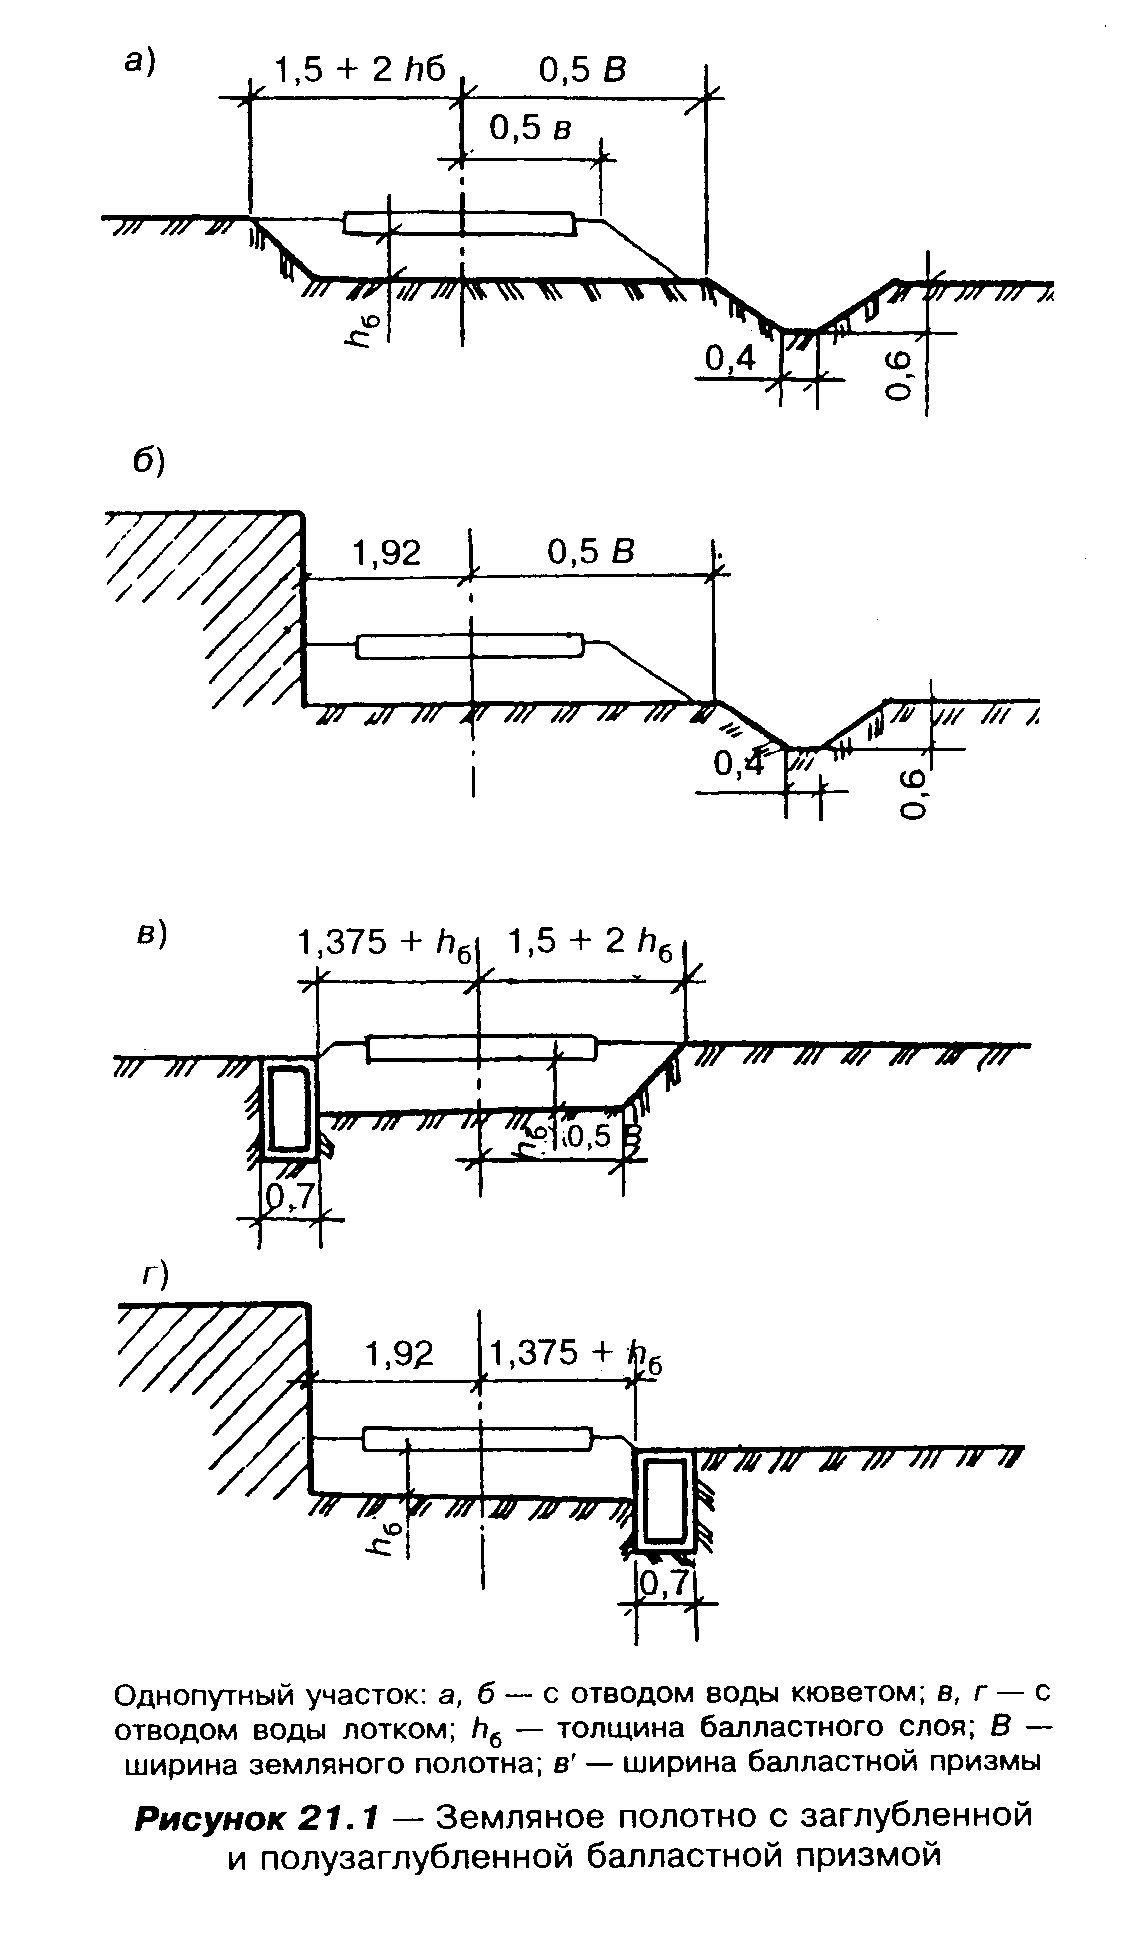 а)
1,5 + 2 hб
0,5 В
0,5 в
hб
0,4
0,6
б)
1,92
0,5 В
0,4
0,6
в)
1,375 + hб
1,5 + 2 hб
hб
0,5 В
0,7
г)
1,92
1,375 + hб
hб
0,7
Однопутный участок: а, б — с отводом воды кюветом; в, г — с
отводом воды лотком; hб — толщина балластного слоя; В —
ширина земляного полотна; в' — ширина балластной призмы
Рисунок 21.1 — Земляное полотно с заглубленной
и полузаглубленной балластной призмой